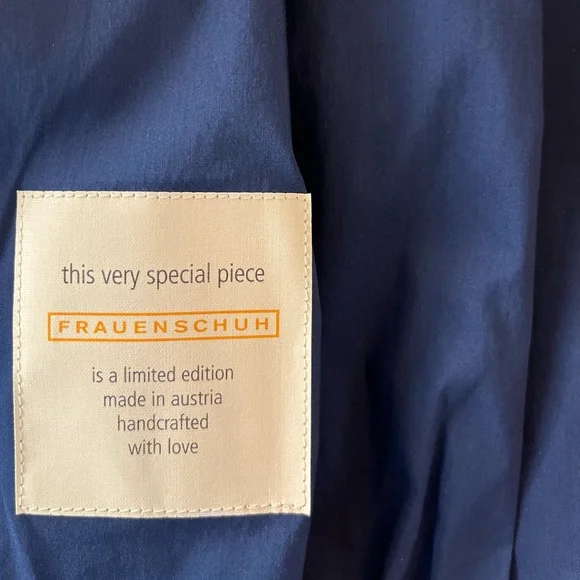 this very special piece
FRAUENSCHUH
is a limited edition
made in austria
handcrafted
with love